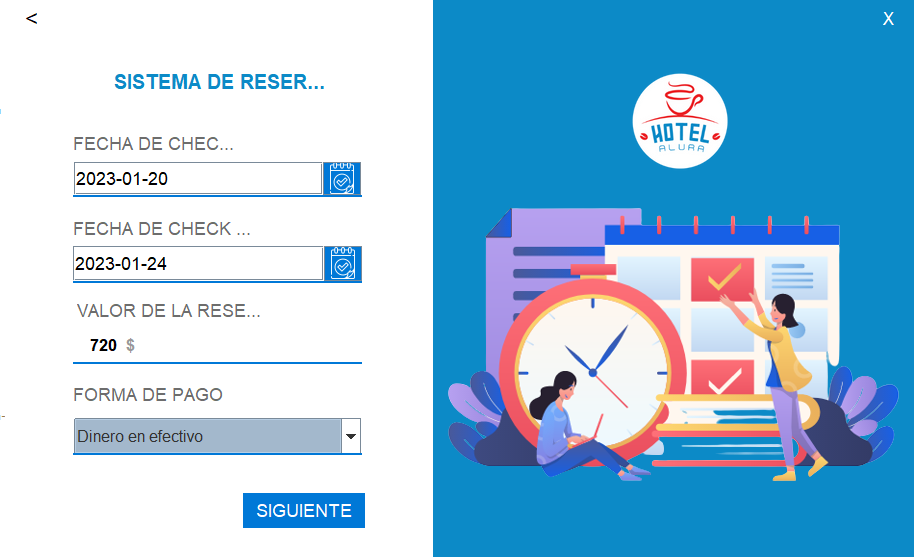 <
X
SISTEMA DE RESER...
FECHA DE CHEC...
2023-01-20
FECHA DE CHECK ...
2023-01-24
VALOR DE LA RESE...
720 $
FORMA DE PAGO
Dinero en efectivo
SIGUIENTE
HOTEL
ALURA